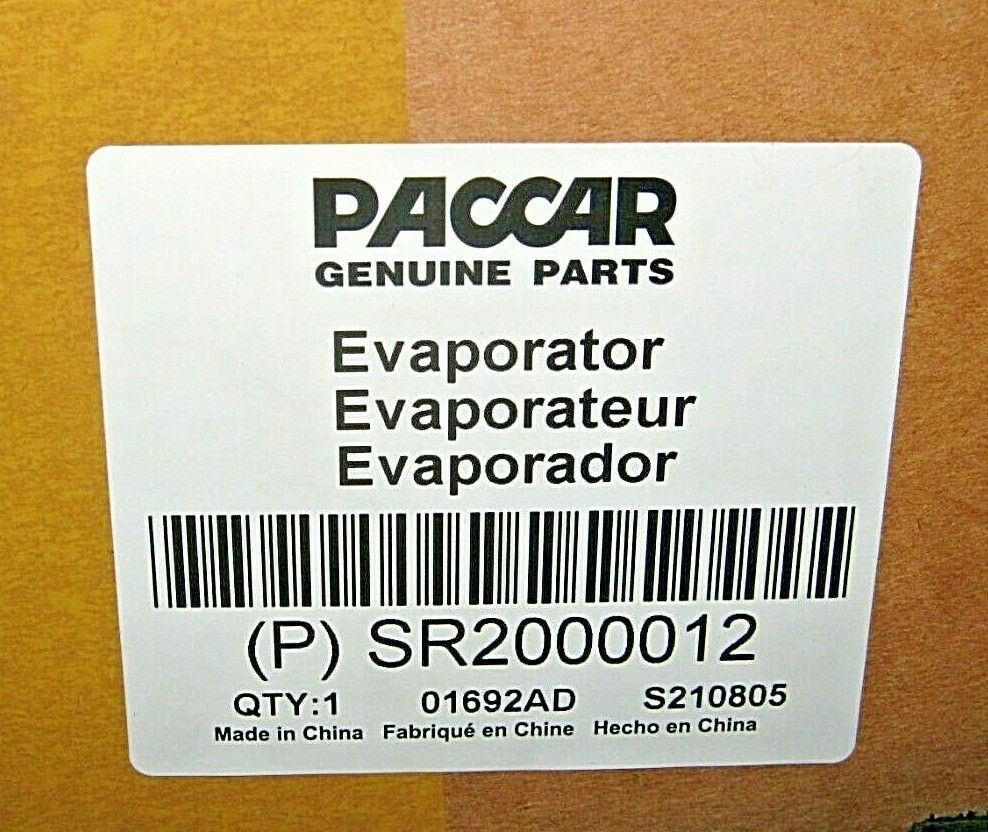 PACCAR
GENUINE PARTS
Evaporator
Evaporateur
Evaporador
(P) SR2000012
QTY:1 01692AD S210805
Made in China Fabriqué en Chine Hecho en China